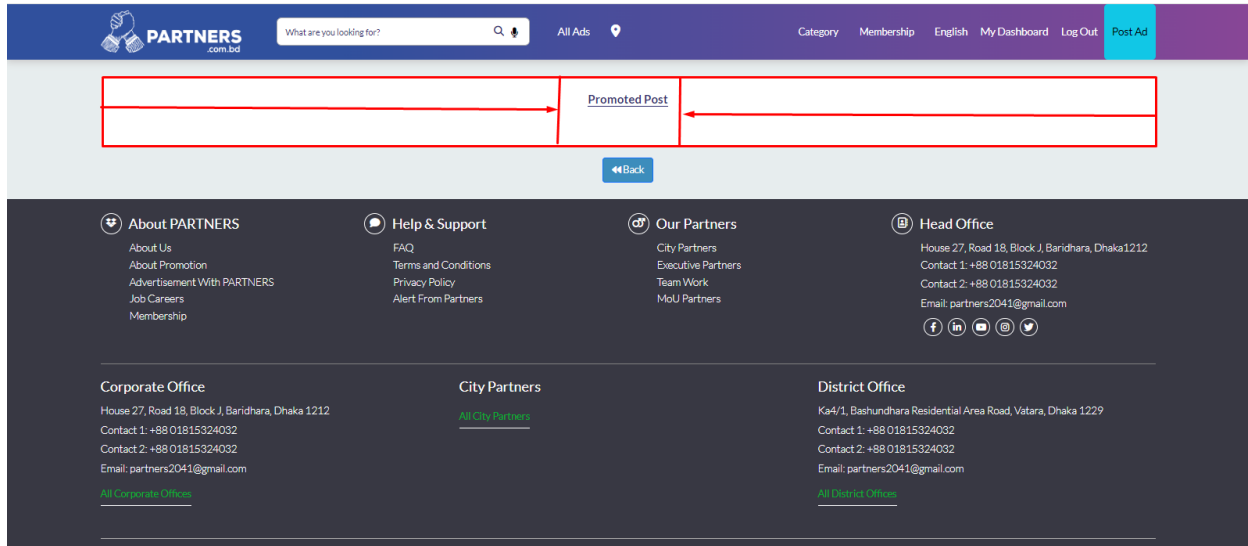 PARTNERS
.com.bd
What are you looking for?
All Ads
Category
Membership
English
My Dashboard
Log Out
Post Ad
Promoted Post
Back
About PARTNERS
About Us
About Promotion
Advertisement With PARTNERS
Job Careers
Membership
Help & Support
FAQ
Terms and Conditions
Privacy Policy
Alert From Partners
Our Partners
City Partners
Executive Partners
Team Work
MoU Partners
Head Office
House 27, Road 18, Block J, Baridhara, Dhaka1212
Contact 1: +88 01815324032
Contact 2: +88 01815324032
Email: partners2041@gmail.com
Corporate Office
House 27, Road 18, Block J, Baridhara, Dhaka 1212
Contact 1: +88 01815324032
Contact 2: +88 01815324032
Email: partners2041@gmail.com
All Corporate Offices
City Partners
All City Partners
District Office
Ka4/1, Bashundhara Residential Area Road, Vatara, Dhaka 1229
Contact 1: +88 01815324032
Contact 2: +88 01815324032
Email: partners2041@gmail.com
All District Offices